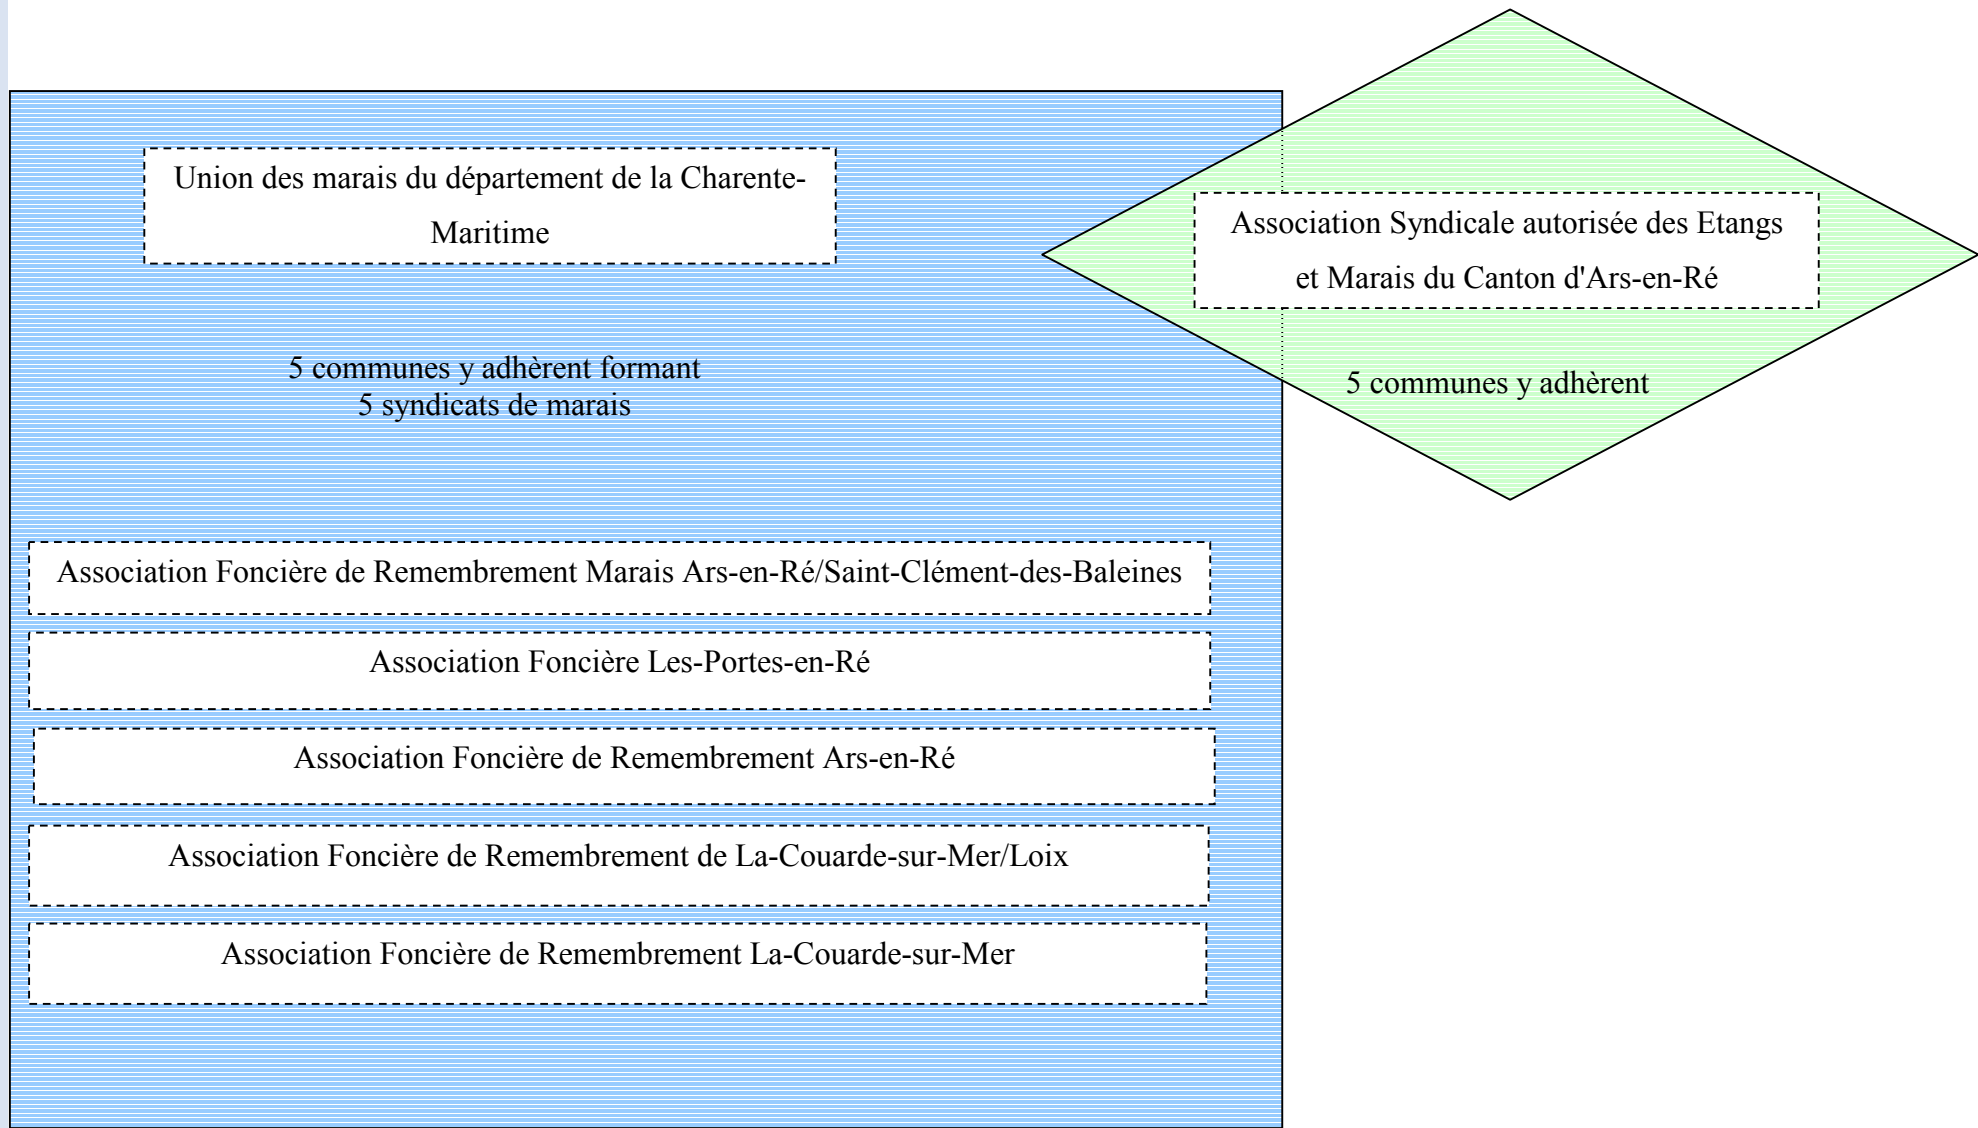 Union des marais du département de la Charente-
Maritime
Association Syndicale autorisée des Etangs
et Marais du Canton d'Ars-en-Ré
5 communes y adhèrent formant
5 syndicats de marais
5 communes y adhèrent
Association Foncière de Remembrement Marais Ars-en-Ré/Saint-Clément-des-Baleines
Association Foncière Les-Portes-en-Ré
Association Foncière de Remembrement Ars-en-Ré
Association Foncière de Remembrement de La-Couarde-sur-Mer/Loix
Association Foncière de Remembrement La-Couarde-sur-Mer